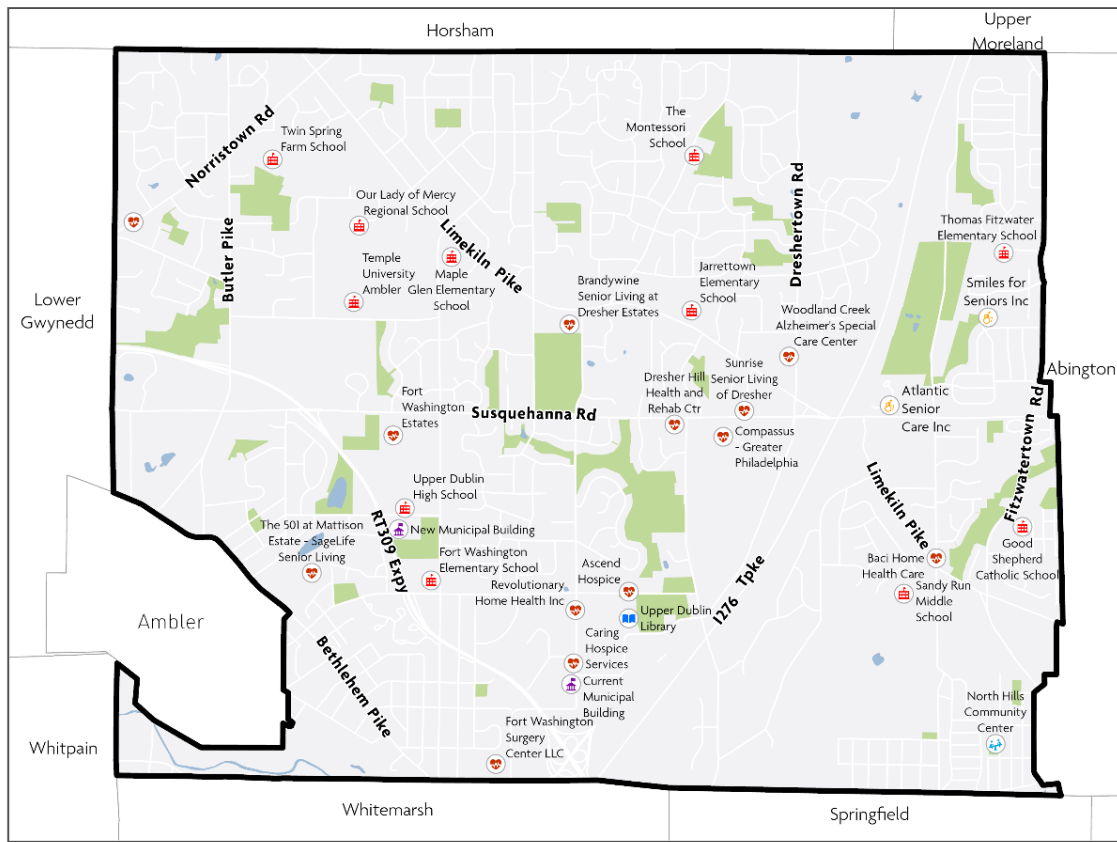 Horsham
Upper
Moreland
Norristown Rd
Twin Spring
Farm School
The
Montessori
School
Our Lady of Mercy
Regional School
Limekiln Pike
Dreshertown Rd
Thomas Fitzwater
Elementary School
Butler Pike
Temple
University
Ambler
Maple
Glen Elementary
School
Brandywine
Senior Living at
Dresher Estates
Jarrettown
Elementary
School
Smiles for
Seniors Inc
Lower
Gwynedd
Woodland Creek
Alzheimer's Special
Care Center
Abington
Fort
Washington
Estates
Susquehanna Rd
Dresher Hill
Health and
Rehab Ctr
Sunrise
Senior Living
of Dresher
Compassus
- Greater
Philadelphia
Atlantic
Senior
Care Inc
Fitzwatertown Rd
Upper Dublin
High School
New Municipal Building
RT309 Expy
The 501 at Mattison
Estate - SageLife
Senior Living
Fort Washington
Elementary School
Limekiln Pike
Good
Shepherd
Catholic School
Baci Home
Health Care
Sandy Run
Middle
School
Ascend
Hospice
Revolutionary
Home Health Inc
Upper Dublin
Library
I276 Tpke
Ambler
Caring
Hospice
Services
Current
Municipal
Building
Bethlehem Pike
North Hills
Community
Center
Fort Washington
Surgery
Center LLC
Whitpain
Whitemarsh
Springfield